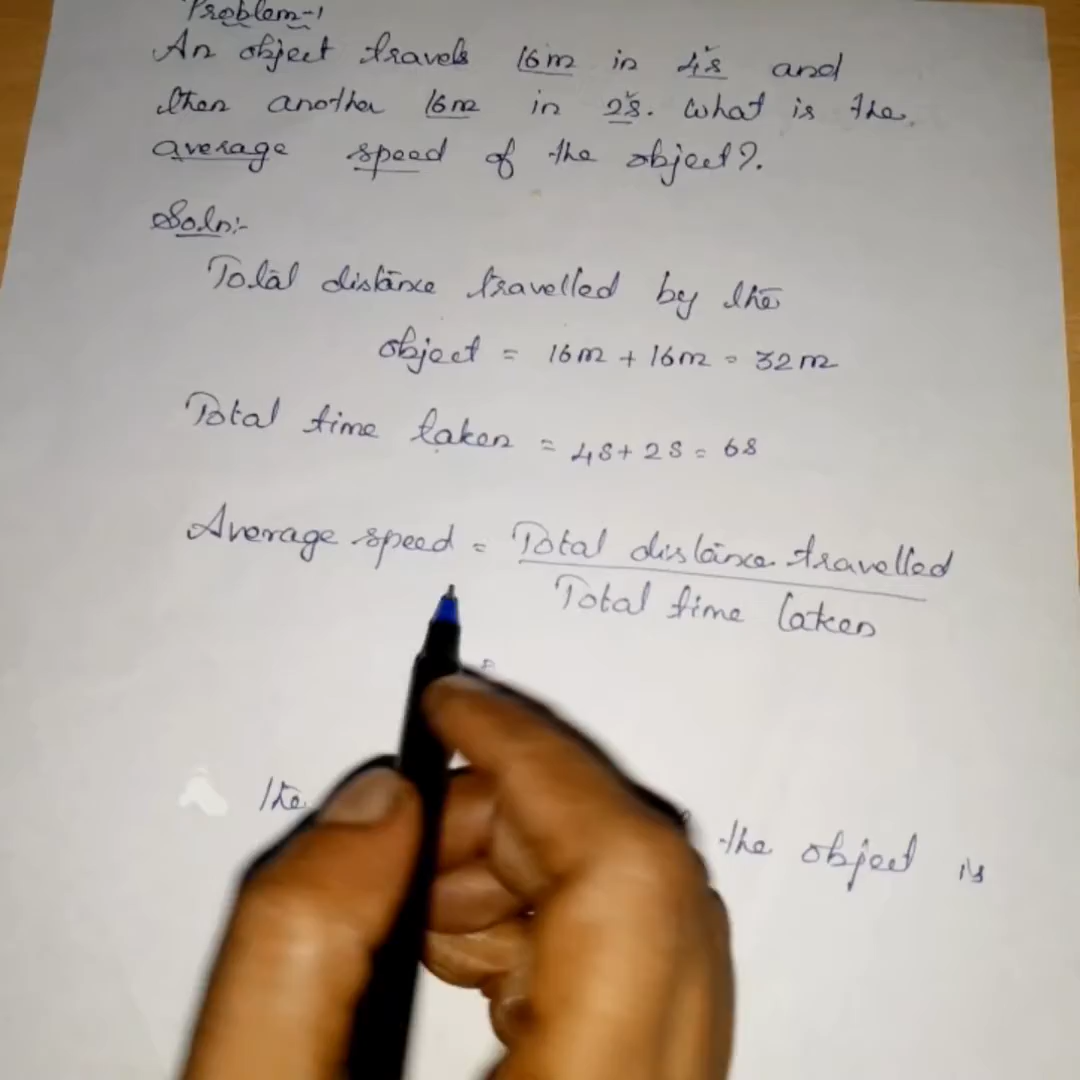 Problem-1
An object travels 16m in 4s and
then another 16m in 2s. What is the
average speed of the object?.
Soln:-
Total distance travelled by the
object = 16m + 16m = 32m
Total time taken = 4s + 2s = 6s
Average speed = Total distance travelled
Total time taken
The the object is